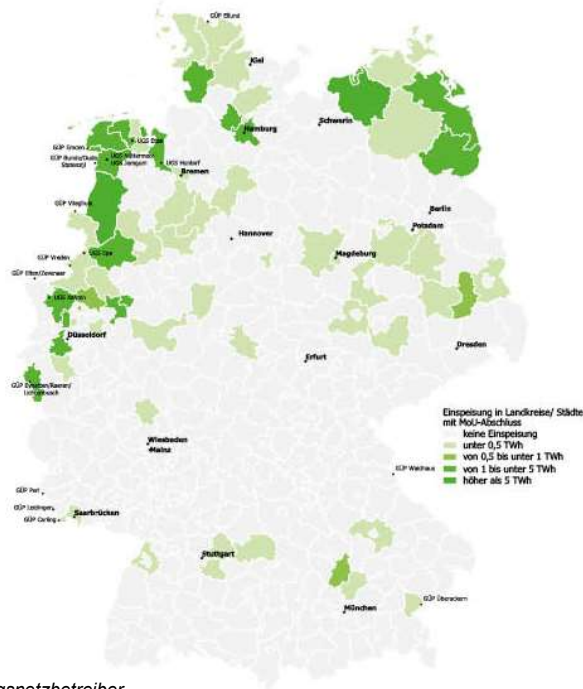 GÜP Ellund
Kiel
Schwerin
Hamburg
UGS Etzel
GÜP Emden
GÜP Bunde/Oude
Statenzijl
UGS Nüttermoor
UGS Jemgum
UGS Huntorf
Bremen
GÜP Vlieghuis
Berlin
Potsdam
Hannover
Magdeburg
UGS Epe
GÜP Vreden
GÜP Elten/Zevenaar
UGS Xanten
Düsseldorf
Erfurt
Dresden
GÜP Eynatten/Raeren/
Lichtenbusch
Einspeisung in Landkreise/ Städte
mit MoU-Abschluss
keine Einspeisung
unter 0,5 TWh
von 0,5 bis unter 1 TWh
von 1 bis unter 5 TWh
höher als 5 TWh
Wiesbaden
Mainz
GÜP Waidhaus
GÜP Perl
GÜP Leidingen
GÜP Carling
Saarbrücken
Stuttgart
München
GÜP Überackern
gsnetzbetreiber